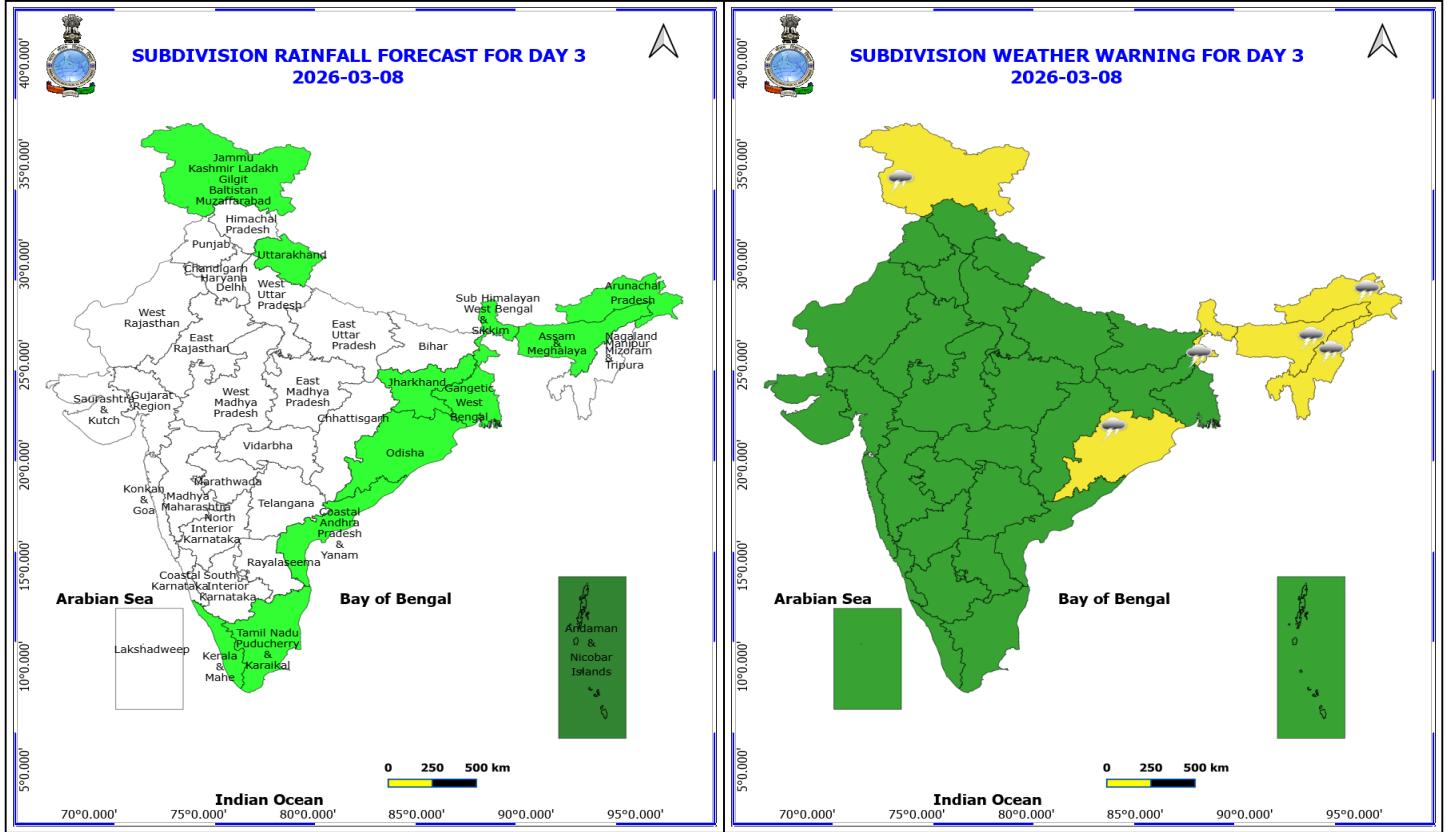 SUBDIVISION RAINFALL FORECAST FOR DAY 3
2026-03-08
40°0.000'
35°0.000'
30°0.000'
25°0.000'
20°0.000'
15°0.000'
10°0.000'
5°0.000'
Jammu
Kashmir Ladakh
Gilgit
Baltistan
Muzaffarabad
Himachal
Pradesh
Punjab
Uttarakhand
Chandigarh
Haryana
Delhi
West
Uttar
Pradesh
Arunachal
Pradesh
Sub Himalayan
West Bengal
&
Sikkim
West
Rajasthan
East
Rajasthan
East
Uttar
Pradesh
Bihar
Assam
&
Meghalaya
Nagaland
Manipur
Mizoram
&
Tripura
Saurashtra
&
Kutch
Gujarat
Region
West
Madhya
Pradesh
East
Madhya
Pradesh
Jharkhand
Gangetic
West
Bengal
Chhattisgarh
Vidarbha
Odisha
Konkan
&
Goa
Madhya
Maharashtra
Marathwada
Telangana
North
Interior
Karnataka
Coastal
Andhra
Pradesh
&
Yanam
Rayalaseema
Coastal
Karnataka
South
Interior
Karnataka
Arabian Sea
Bay of Bengal
Lakshadweep
Kerala
&
Mahe
Tamil Nadu
Puducherry
&
Karaikal
Andaman
&
Nicobar
Islands
0 250 500 km
Indian Ocean
70°0.000' 75°0.000' 80°0.000' 85°0.000' 90°0.000' 95°0.000'
SUBDIVISION WEATHER WARNING FOR DAY 3
2026-03-08
40°0.000'
35°0.000'
30°0.000'
25°0.000'
20°0.000'
15°0.000'
10°0.000'
5°0.000'
Arabian Sea
Bay of Bengal
0 250 500 km
Indian Ocean
70°0.000' 75°0.000' 80°0.000' 85°0.000' 90°0.000' 95°0.000'